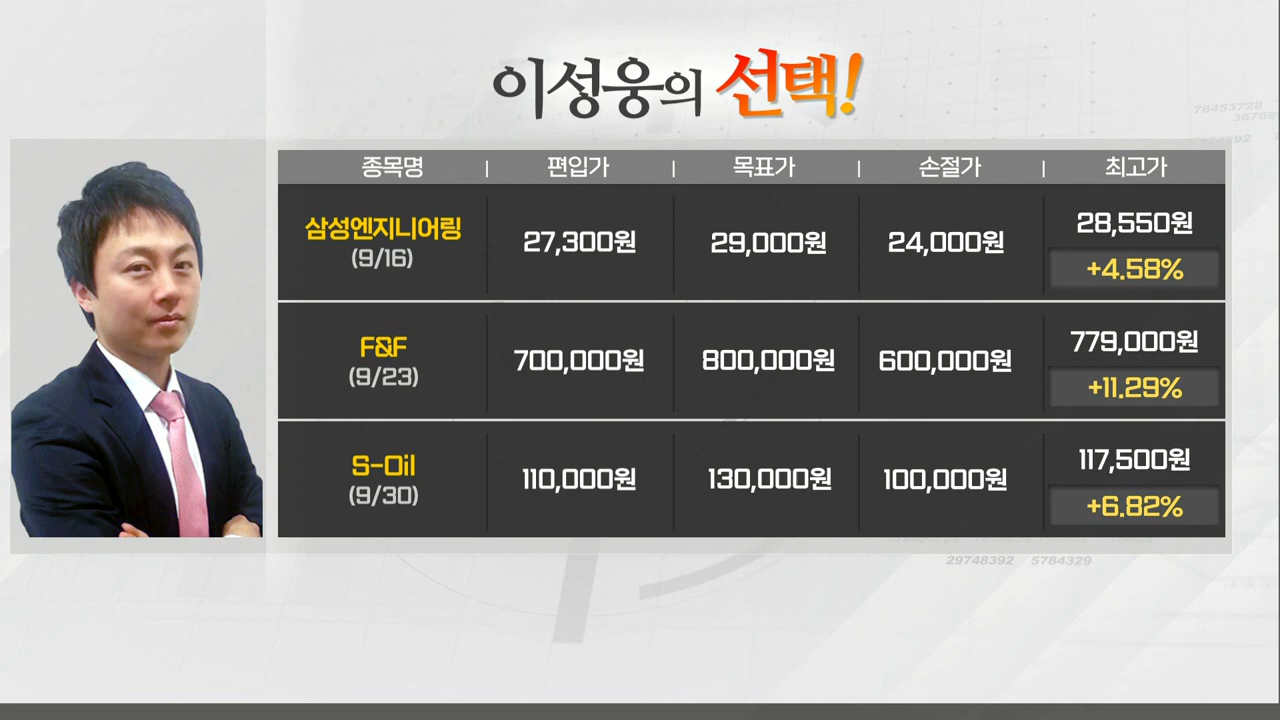 이성웅의 선택!
종목명 | 편입가 | 목표가 | 손절가 | 최고가
삼성엔지니어링 27,300원 29,000원 24,000원 28,550원
(9/16) +4.58%
F&F 700,000원 800,000원 600,000원 779,000원
(9/23) +11.29%
S-Oil 110,000원 130,000원 100,000원 117,500원
(9/30) +6.82%
78453728
29748392 5784329